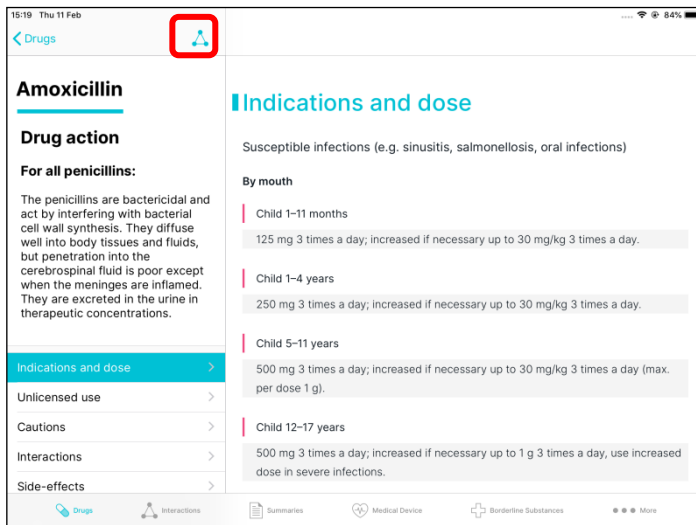 15:19 Thu 11 Feb
84%
Drugs
Amoxicillin
Drug action
For all penicillins:
The penicillins are bactericidal and
act by interfering with bacterial
cell wall synthesis. They diffuse
well into body tissues and fluids,
but penetration into the
cerebrospinal fluid is poor except
when the meninges are inflamed.
They are excreted in the urine in
therapeutic concentrations.
Indications and dose
Unlicensed use
Cautions
Interactions
Side-effects
Indications and dose
Susceptible infections (e.g. sinusitis, salmonellosis, oral infections)
By mouth
Child 1–11 months
125 mg 3 times a day; increased if necessary up to 30 mg/kg 3 times a day.
Child 1–4 years
250 mg 3 times a day; increased if necessary up to 30 mg/kg 3 times a day.
Child 5–11 years
500 mg 3 times a day; increased if necessary up to 30 mg/kg 3 times a day (max.
per dose 1 g).
Child 12–17 years
500 mg 3 times a day; increased if necessary up to 1 g 3 times a day, use increased
dose in severe infections.
Drugs
Interactions
Summaries
Medical Device
Borderline Substances
More